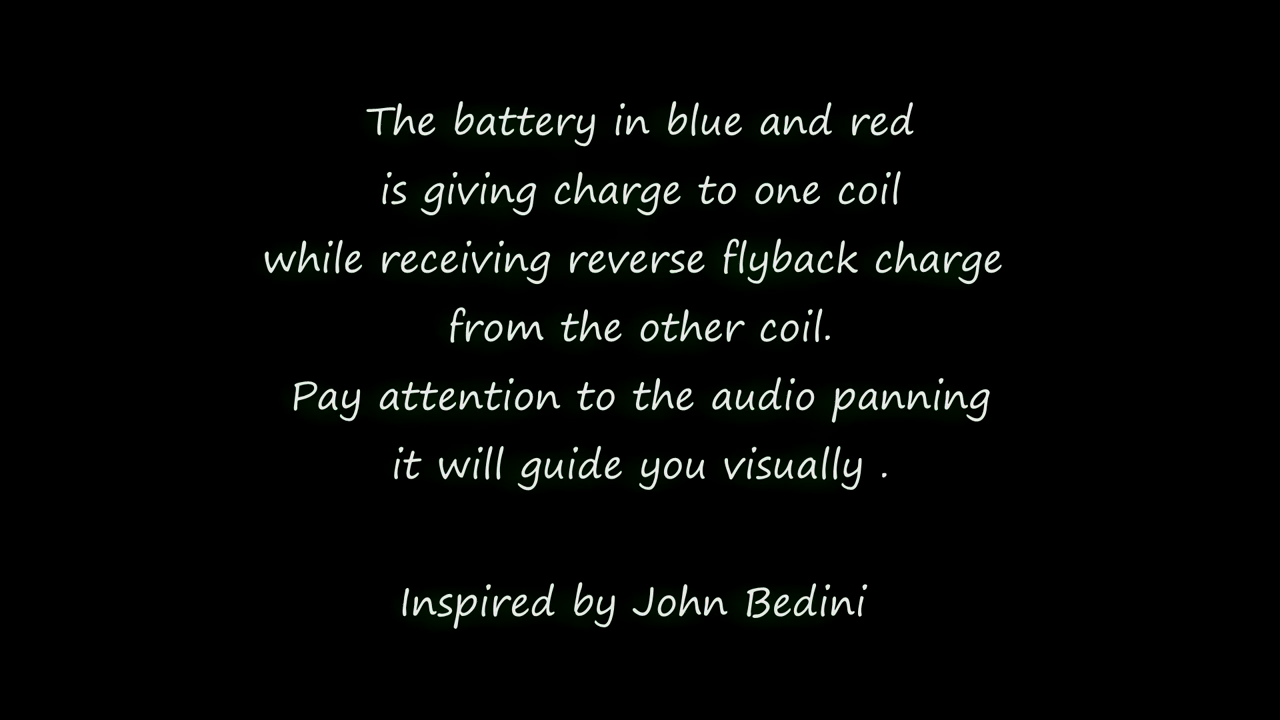 The battery in blue and red
is giving charge to one coil
while receiving reverse flyback charge
from the other coil.
Pay attention to the audio panning
it will guide you visually .
Inspired by John Bedini